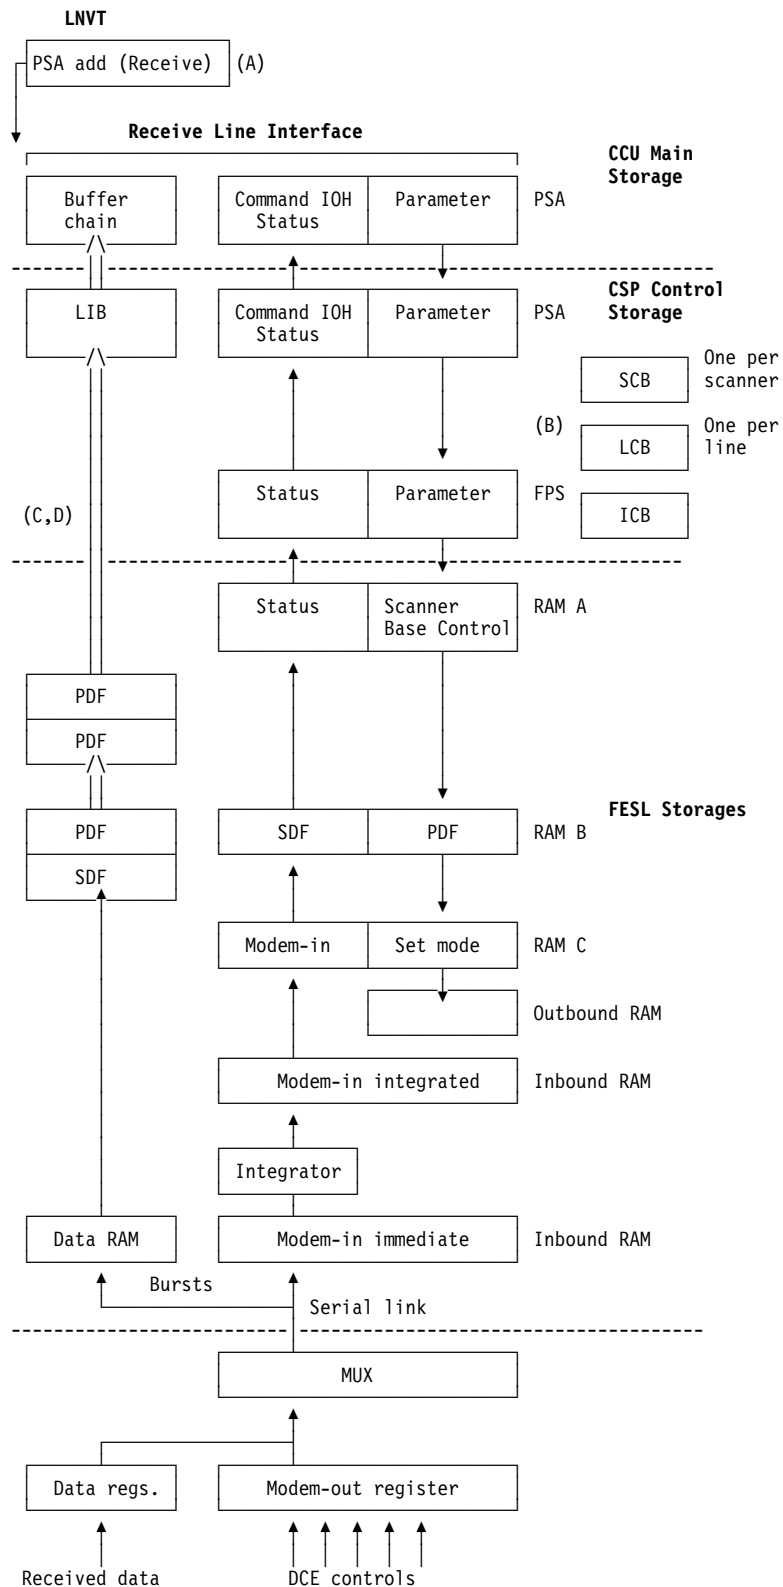 LNVT
PSA add (Receive) (A)
Receive Line Interface
CCU Main
Storage
Buffer
chain
Command IOH
Status
Parameter
PSA
CSP Control
Storage
LIB
Command IOH
Status
Parameter
PSA
SCB
One per
scanner
(B)
LCB
One per
line
(C,D)
Status
Parameter
FPS
ICB
Status
Scanner
Base Control
RAM A
PDF
PDF
FESL Storages
PDF
SDF
SDF
PDF
RAM B
Modem-in
Set mode
RAM C
Outbound RAM
Modem-in integrated
Inbound RAM
Integrator
Data RAM
Modem-in immediate
Inbound RAM
Bursts
Serial link
MUX
Data regs.
Modem-out register
Received data
DCE controls